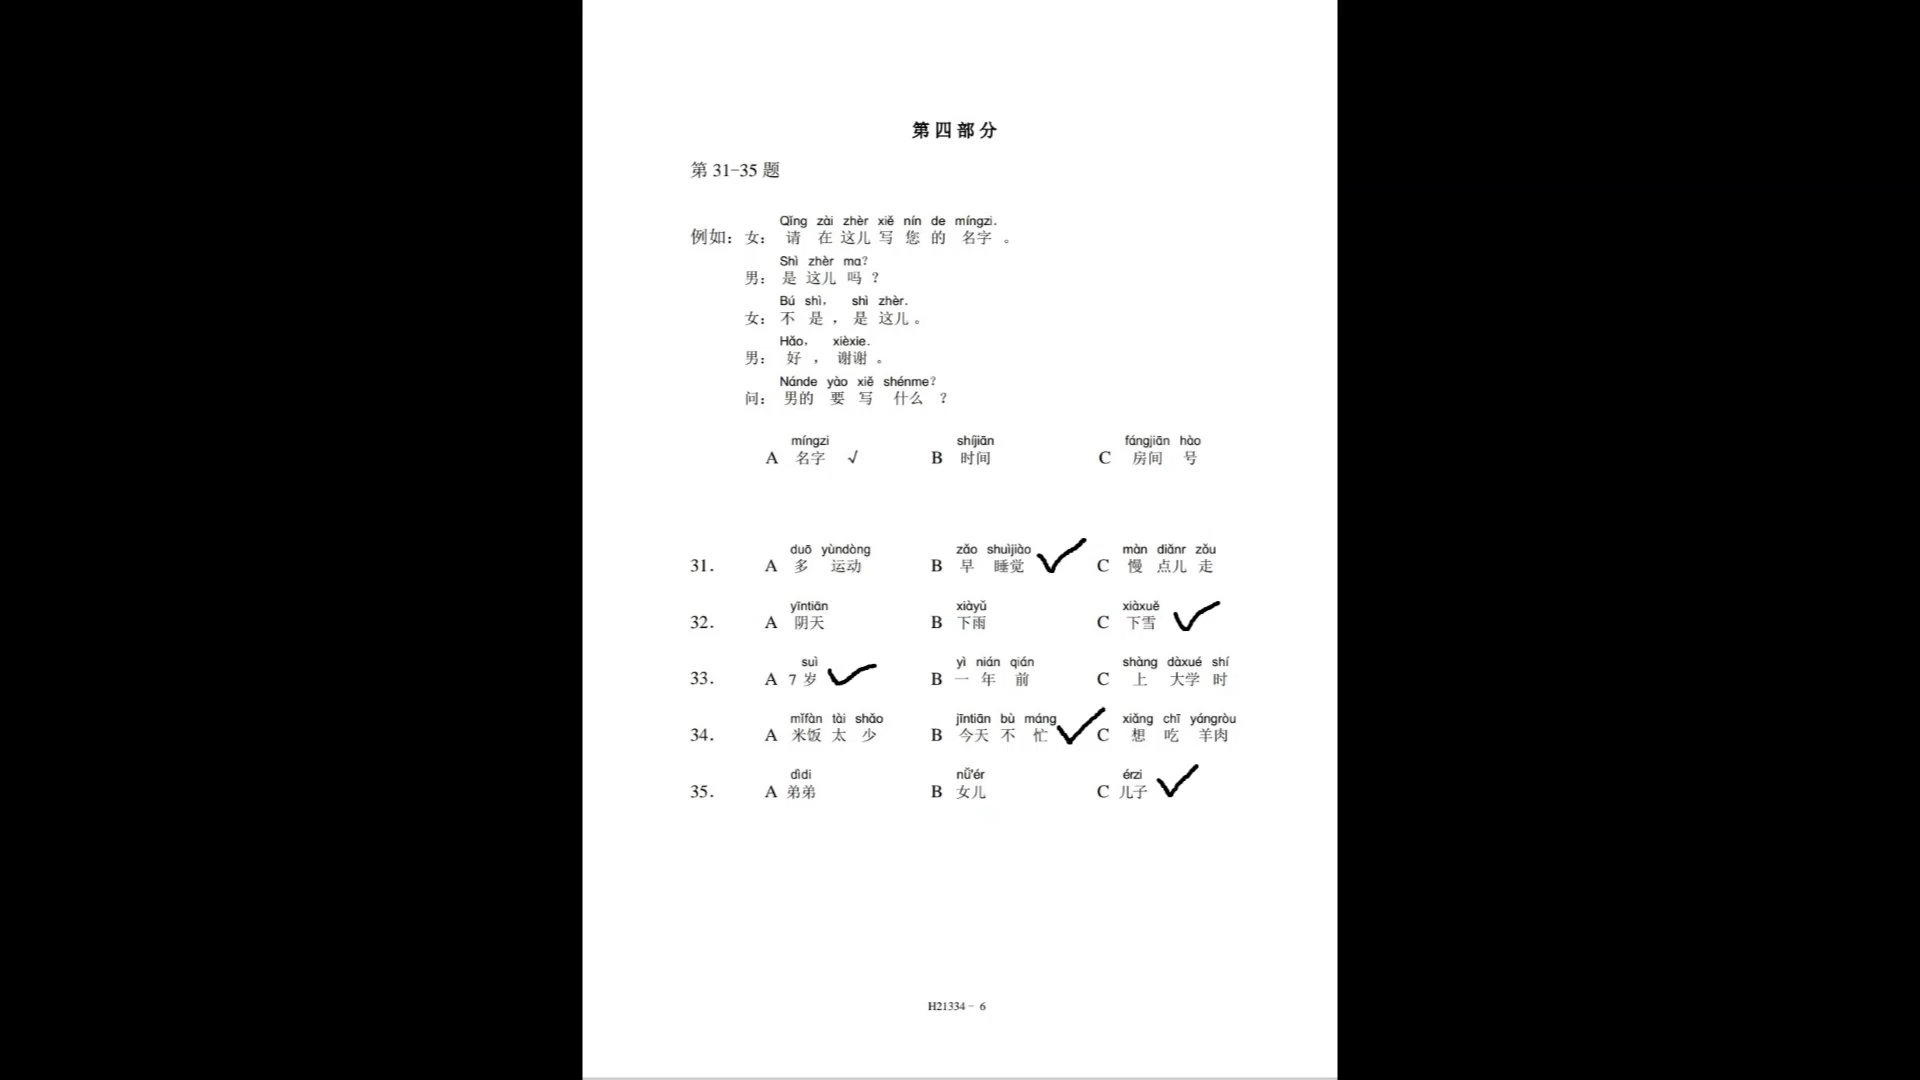 第四部分
第 31-35 题
Qǐng zài zhèr xiě nín de míngzi.
例如：女： 请 在 这儿 写 您 的 名字 。
Shì zhèr ma?
男： 是 这儿 吗 ？
Bú shì, shì zhèr.
女： 不 是 ， 是 这儿 。
Hǎo, xièxie.
男： 好 ， 谢谢 。
Nánde yào xiě shénme?
问： 男的 要 写 什么 ？
míngzi shíjiān fángjiān hào
A 名字 √ B 时间 C 房间 号
duō yùndòng zǎo shuìjiào màn diǎnr zǒu
31. A 多 运动 B 早 睡觉 ✓ C 慢 点儿 走
yīntiān xiàyǔ xiàxuě
32. A 阴天 B 下雨 C 下雪 ✓
suì yì nián qián shàng dàxué shí
33. A 7 岁 ✓ B 一 年 前 C 上 大学 时
mǐfàn tài shǎo jīntiān bù máng xiǎng chī yángròu
34. A 米饭 太 少 B 今天 不 忙 ✓ C 想 吃 羊肉
dìdi nǚ'ér érzi
35. A 弟弟 B 女儿 C 儿子 ✓
H21334－ 6